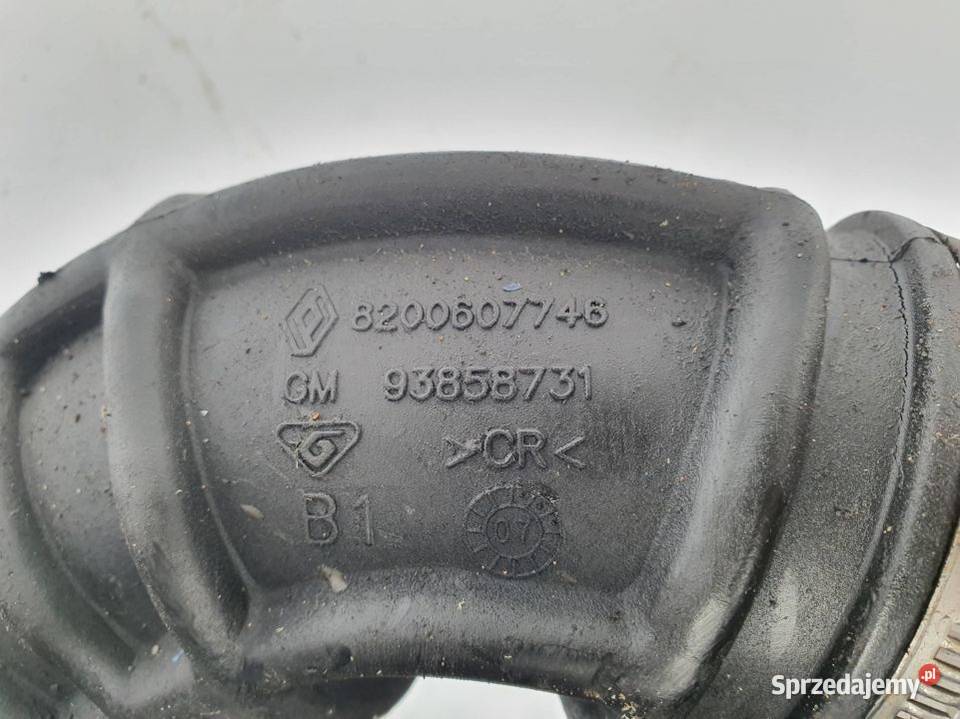 8200607746
GM 93858731
>CR<
B1
07
Sprzedajemy.pl